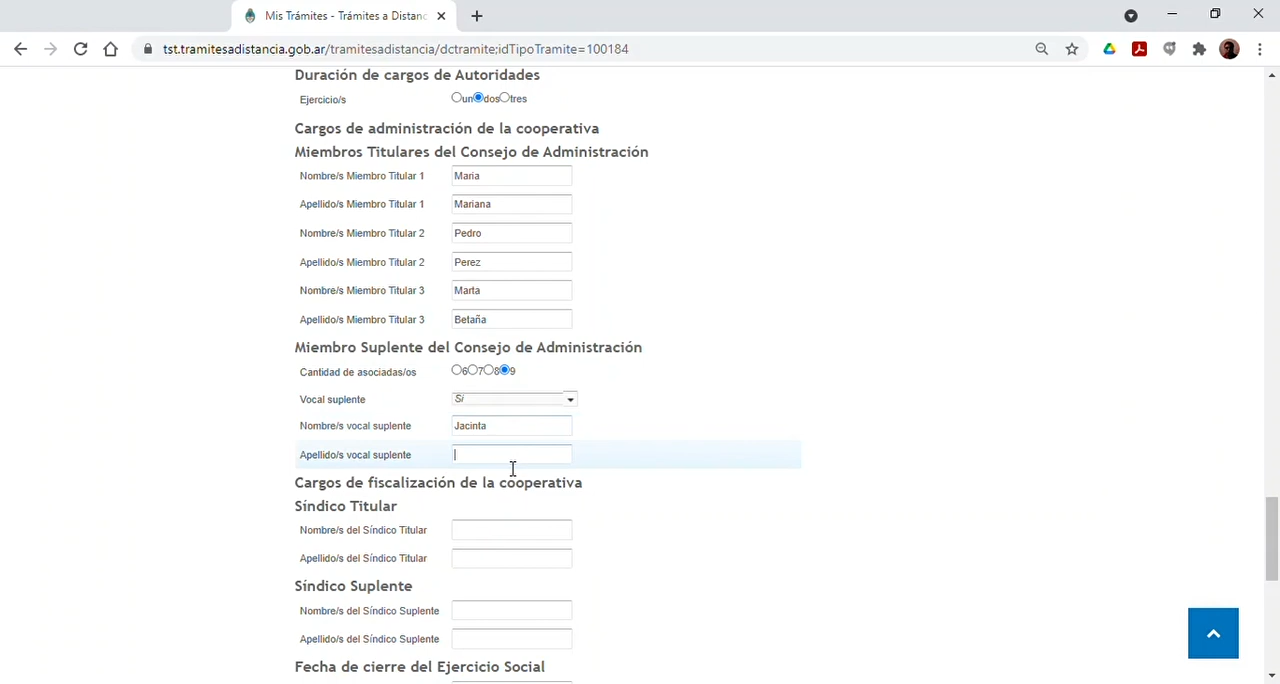 Mis Trámites - Trámites a Distanc
tst.tramitesadistancia.gob.ar/tramitesadistancia/dctramite;idTipoTramite=100184
Duración de cargos de Autoridades
Ejercicio/s un dos tres
Cargos de administración de la cooperativa
Miembros Titulares del Consejo de Administración
Nombre/s Miembro Titular 1 Maria
Apellido/s Miembro Titular 1 Mariana
Nombre/s Miembro Titular 2 Pedro
Apellido/s Miembro Titular 2 Perez
Nombre/s Miembro Titular 3 Marta
Apellido/s Miembro Titular 3 Betaña
Miembro Suplente del Consejo de Administración
Cantidad de asociadas/os 6 7 8 9
Vocal suplente Si
Nombre/s vocal suplente Jacinta
Apellido/s vocal suplente
Cargos de fiscalización de la cooperativa
Síndico Titular
Nombre/s del Síndico Titular
Apellido/s del Síndico Titular
Síndico Suplente
Nombre/s del Síndico Suplente
Apellido/s del Síndico Suplente
Fecha de cierre del Ejercicio Social